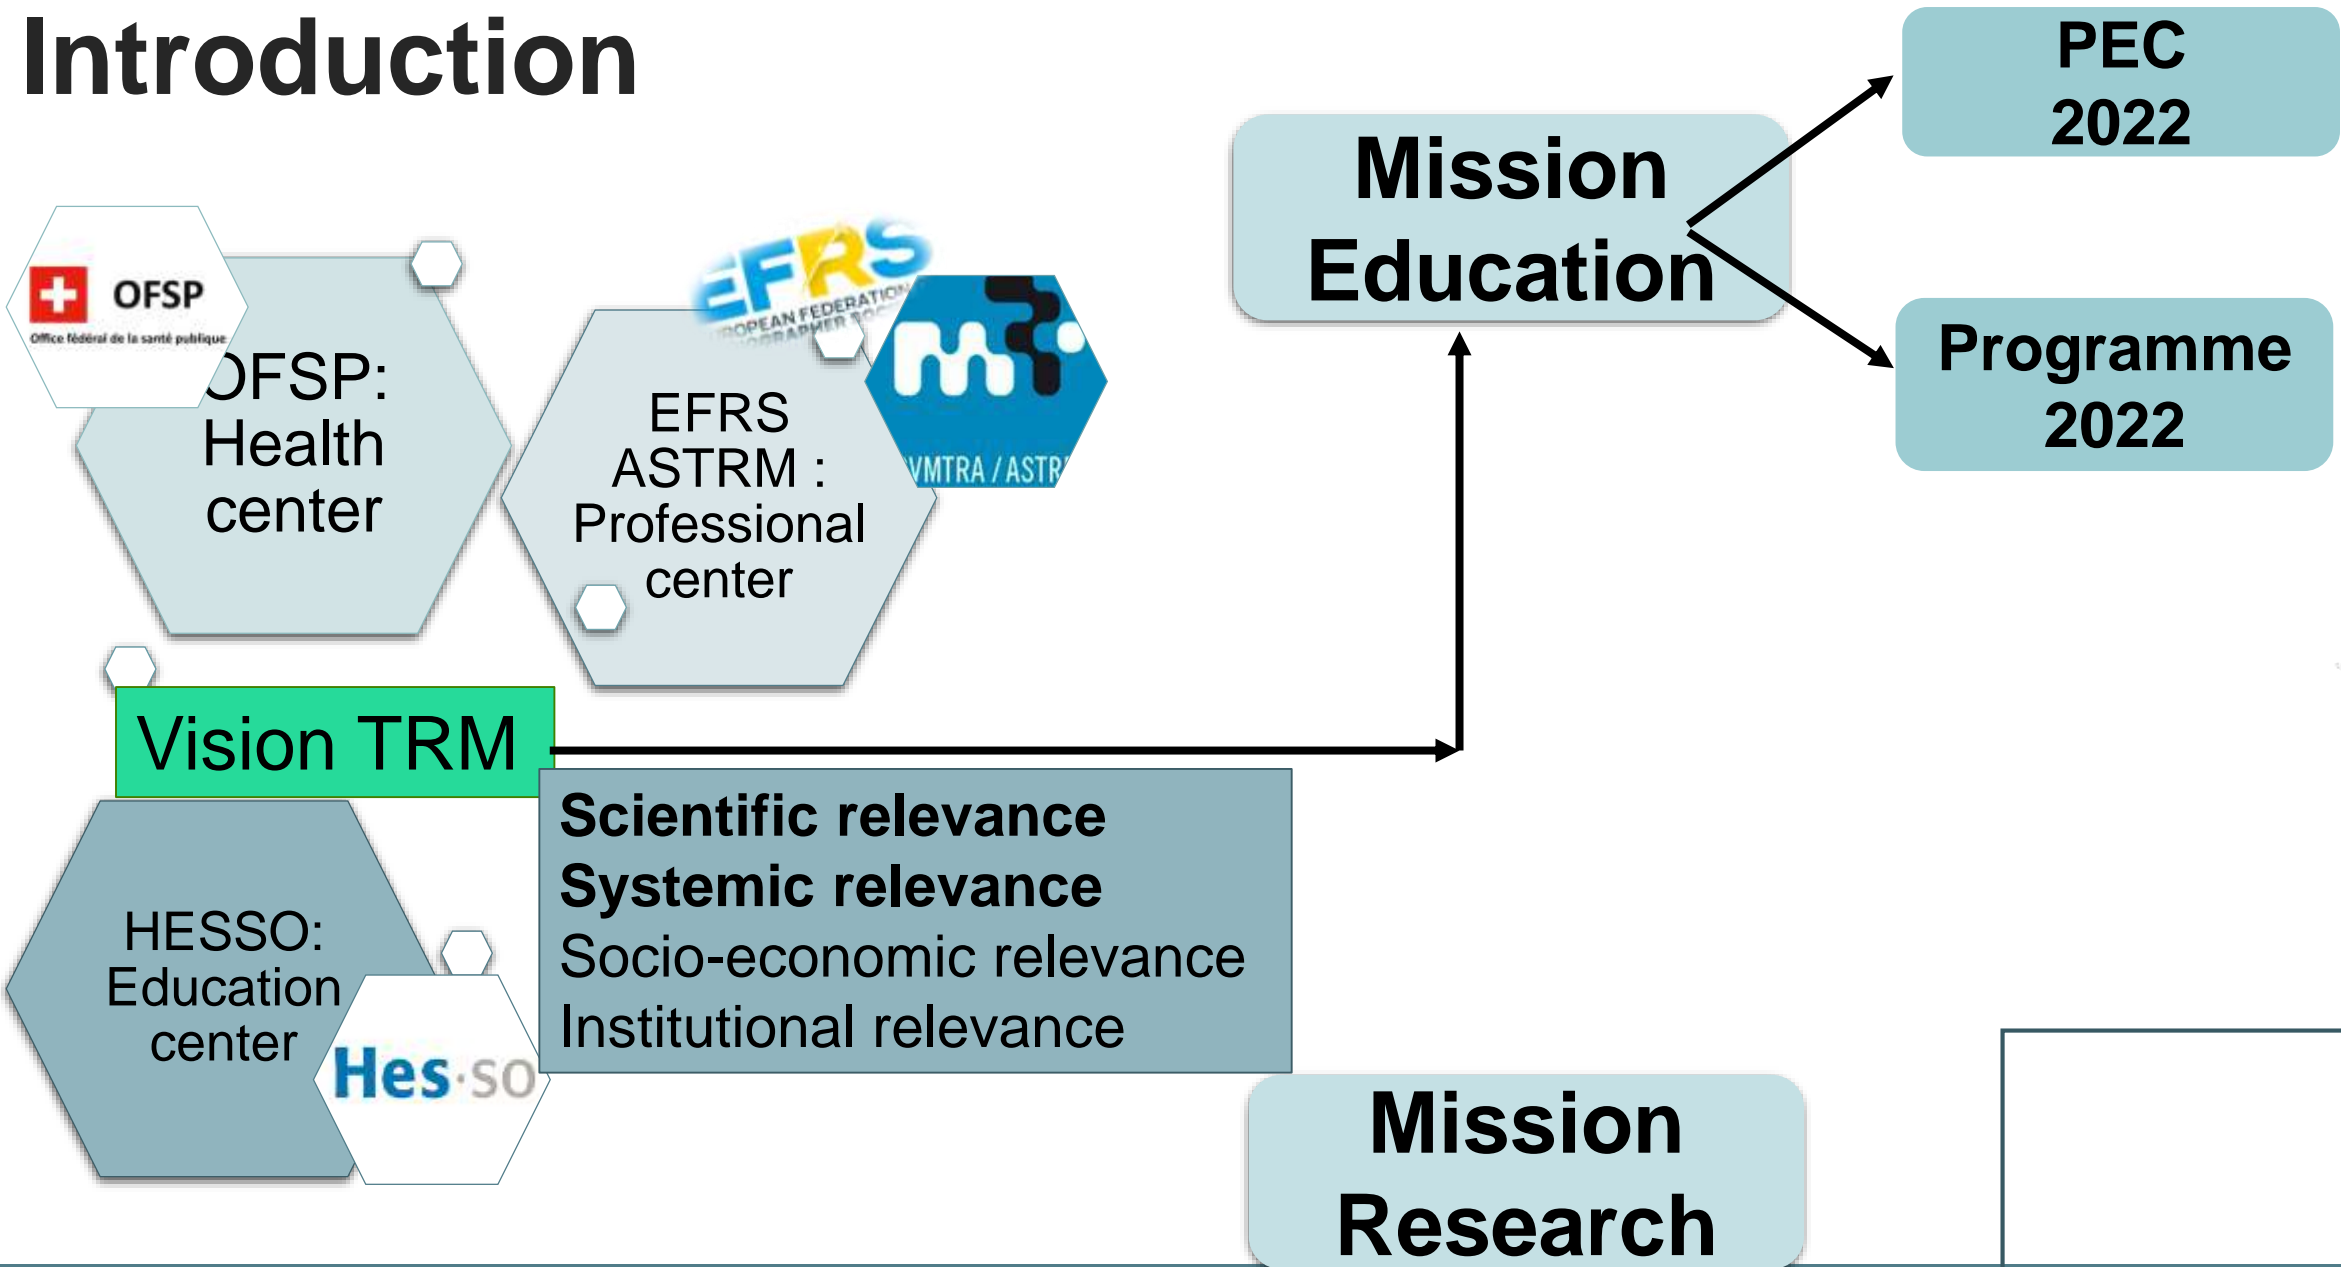 Introduction
PEC
2022
Mission
Education
Programme
2022
OFSP
Office fédéral de la santé publique
OFSP:
Health
center
EFRS
EUROPEAN FEDERATION
EFRS
ASTRM :
Professional
center
VMTRA / ASTR
Vision TRM
Scientific relevance
Systemic relevance
Socio-economic relevance
Institutional relevance
HESSO:
Education
center
Hes·so
Mission
Research